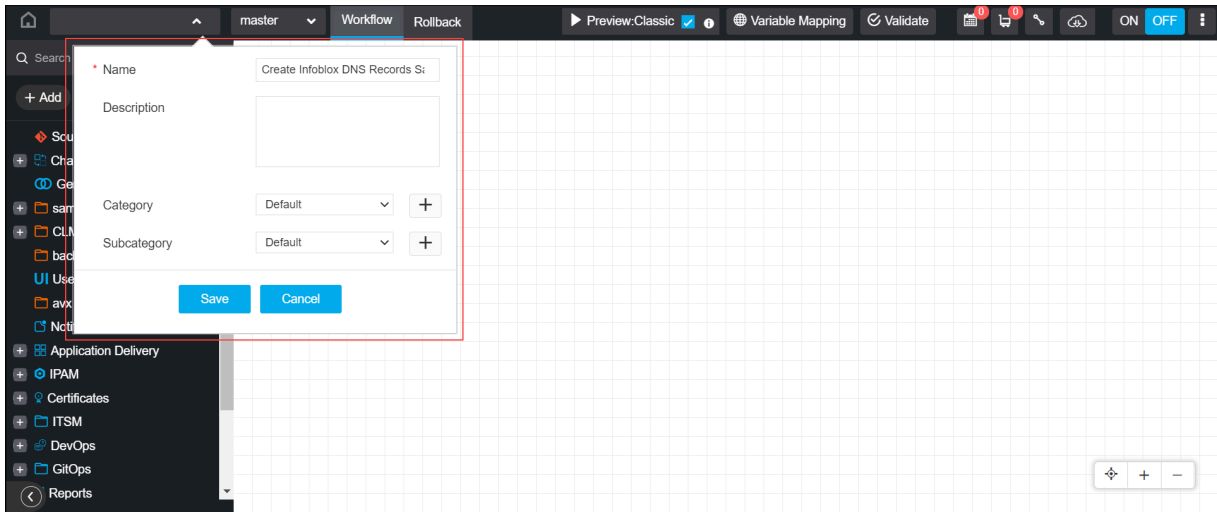 master Workflow Rollback Preview:Classic Variable Mapping Validate 0 0 ON OFF
Search
* Name Create Infoblox DNS Records
+ Add
Description
Category Default
Subcategory Default
UI
Save Cancel
Application Delivery
IPAM
Certificates
ITSM
DevOps
GitOps
Reports